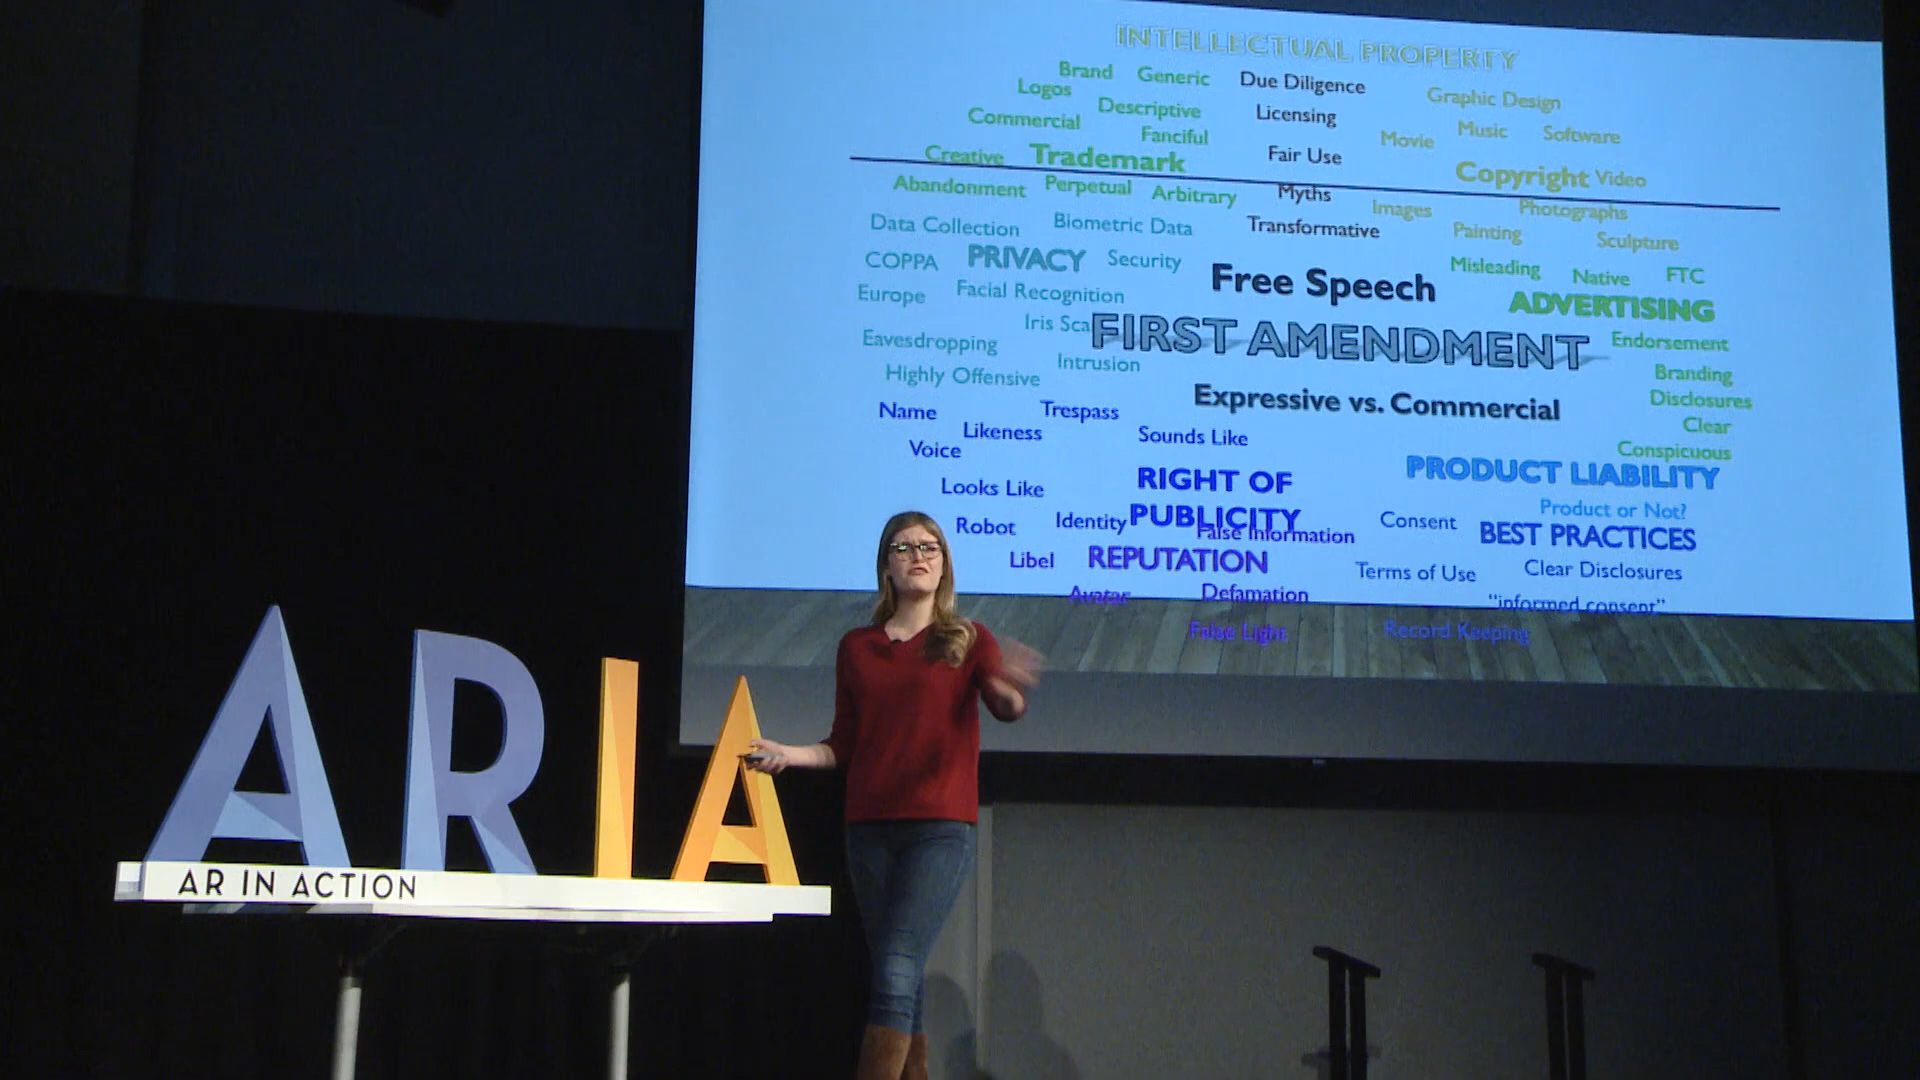 INTELLECTUAL PROPERTY
Brand Generic Due Diligence
Logos Graphic Design
Descriptive Licensing
Commercial Music Software
Fanciful Movie
Creative Trademark Fair Use
Copyright Video
Abandonment Perpetual Arbitrary Myths
Images Photographs
Data Collection Biometric Data Transformative
Painting Sculpture
COPPA PRIVACY Security
Misleading Native FTC
Free Speech
Europe Facial Recognition
ADVERTISING
Iris Sca
FIRST AMENDMENT Endorsement
Eavesdropping
Intrusion
Highly Offensive Branding
Expressive vs. Commercial Disclosures
Name Trespass
Clear
Likeness Sounds Like
Voice Conspicuous
RIGHT OF PRODUCT LIABILITY
Looks Like
Product or Not?
Robot Identity PUBLICITY Consent
False Information BEST PRACTICES
Libel REPUTATION
Terms of Use Clear Disclosures
Avatar Defamation "informed consent"
False Light Record Keeping
ARIA
AR IN ACTION